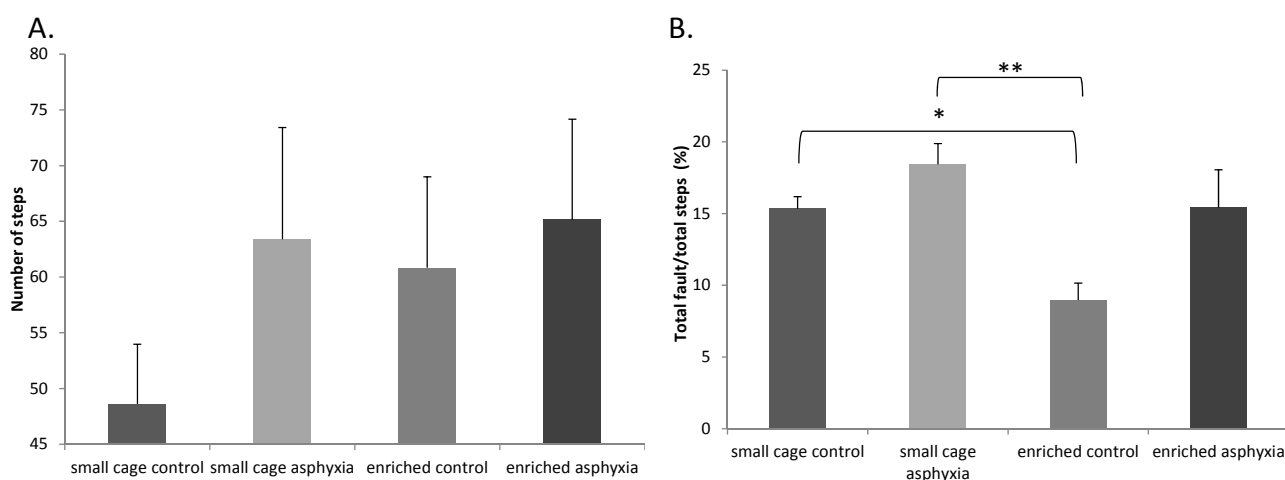 A.
80
75
70
65
60
55
50
45
Number of steps
small cage control small cage asphyxia enriched control enriched asphyxia
B.
25
20
15
10
5
0
Total fault/total steps (%)
**
*
small cage control small cage asphyxia enriched control enriched asphyxia